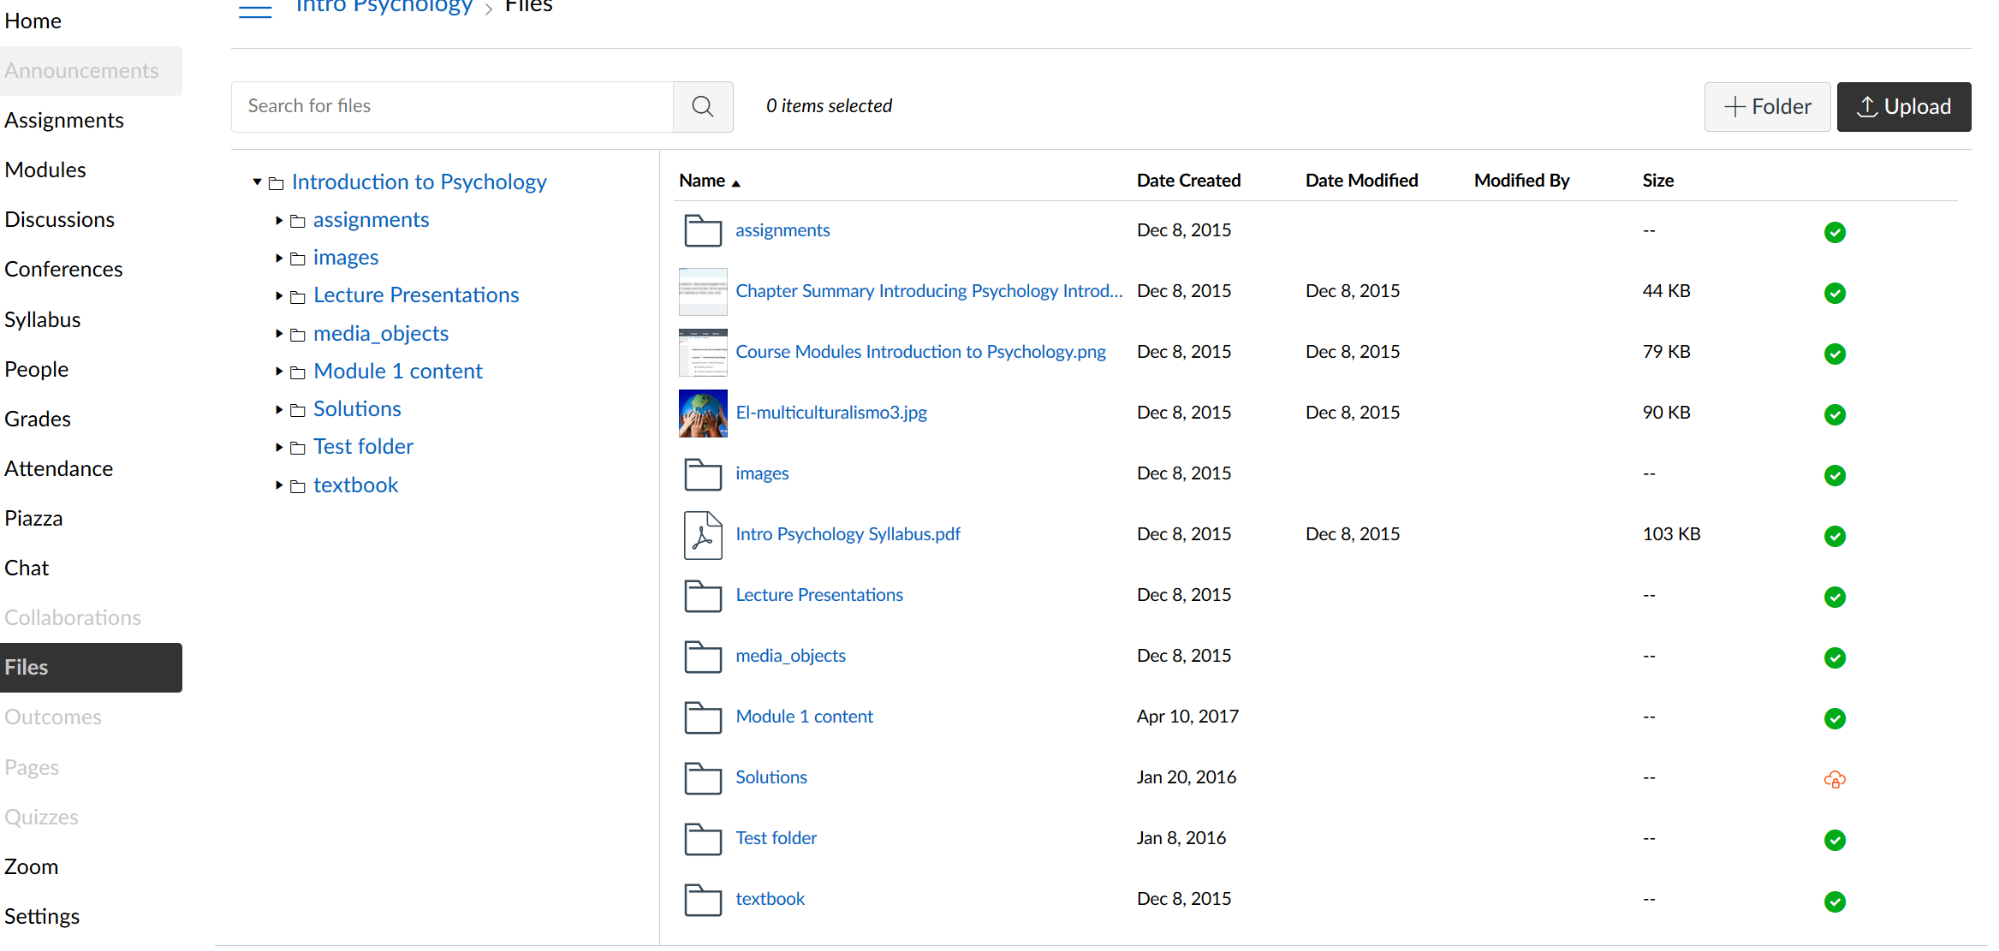 Intro Psychology > Files
Home
Announcements
Assignments
Modules
Discussions
Conferences
Syllabus
People
Grades
Attendance
Piazza
Chat
Collaborations
Files
Outcomes
Pages
Quizzes
Zoom
Settings
Search for files
0 items selected
+ Folder
Upload
Introduction to Psychology
assignments
images
Lecture Presentations
media_objects
Module 1 content
Solutions
Test folder
textbook
Name Date Created Date Modified Modified By Size
assignments Dec 8, 2015 --
Chapter Summary Introducing Psychology Introd... Dec 8, 2015 Dec 8, 2015 44 KB
Course Modules Introduction to Psychology.png Dec 8, 2015 Dec 8, 2015 79 KB
El-multiculturalismo3.jpg Dec 8, 2015 Dec 8, 2015 90 KB
images Dec 8, 2015 --
Intro Psychology Syllabus.pdf Dec 8, 2015 Dec 8, 2015 103 KB
Lecture Presentations Dec 8, 2015 --
media_objects Dec 8, 2015 --
Module 1 content Apr 10, 2017 --
Solutions Jan 20, 2016 --
Test folder Jan 8, 2016 --
textbook Dec 8, 2015 --